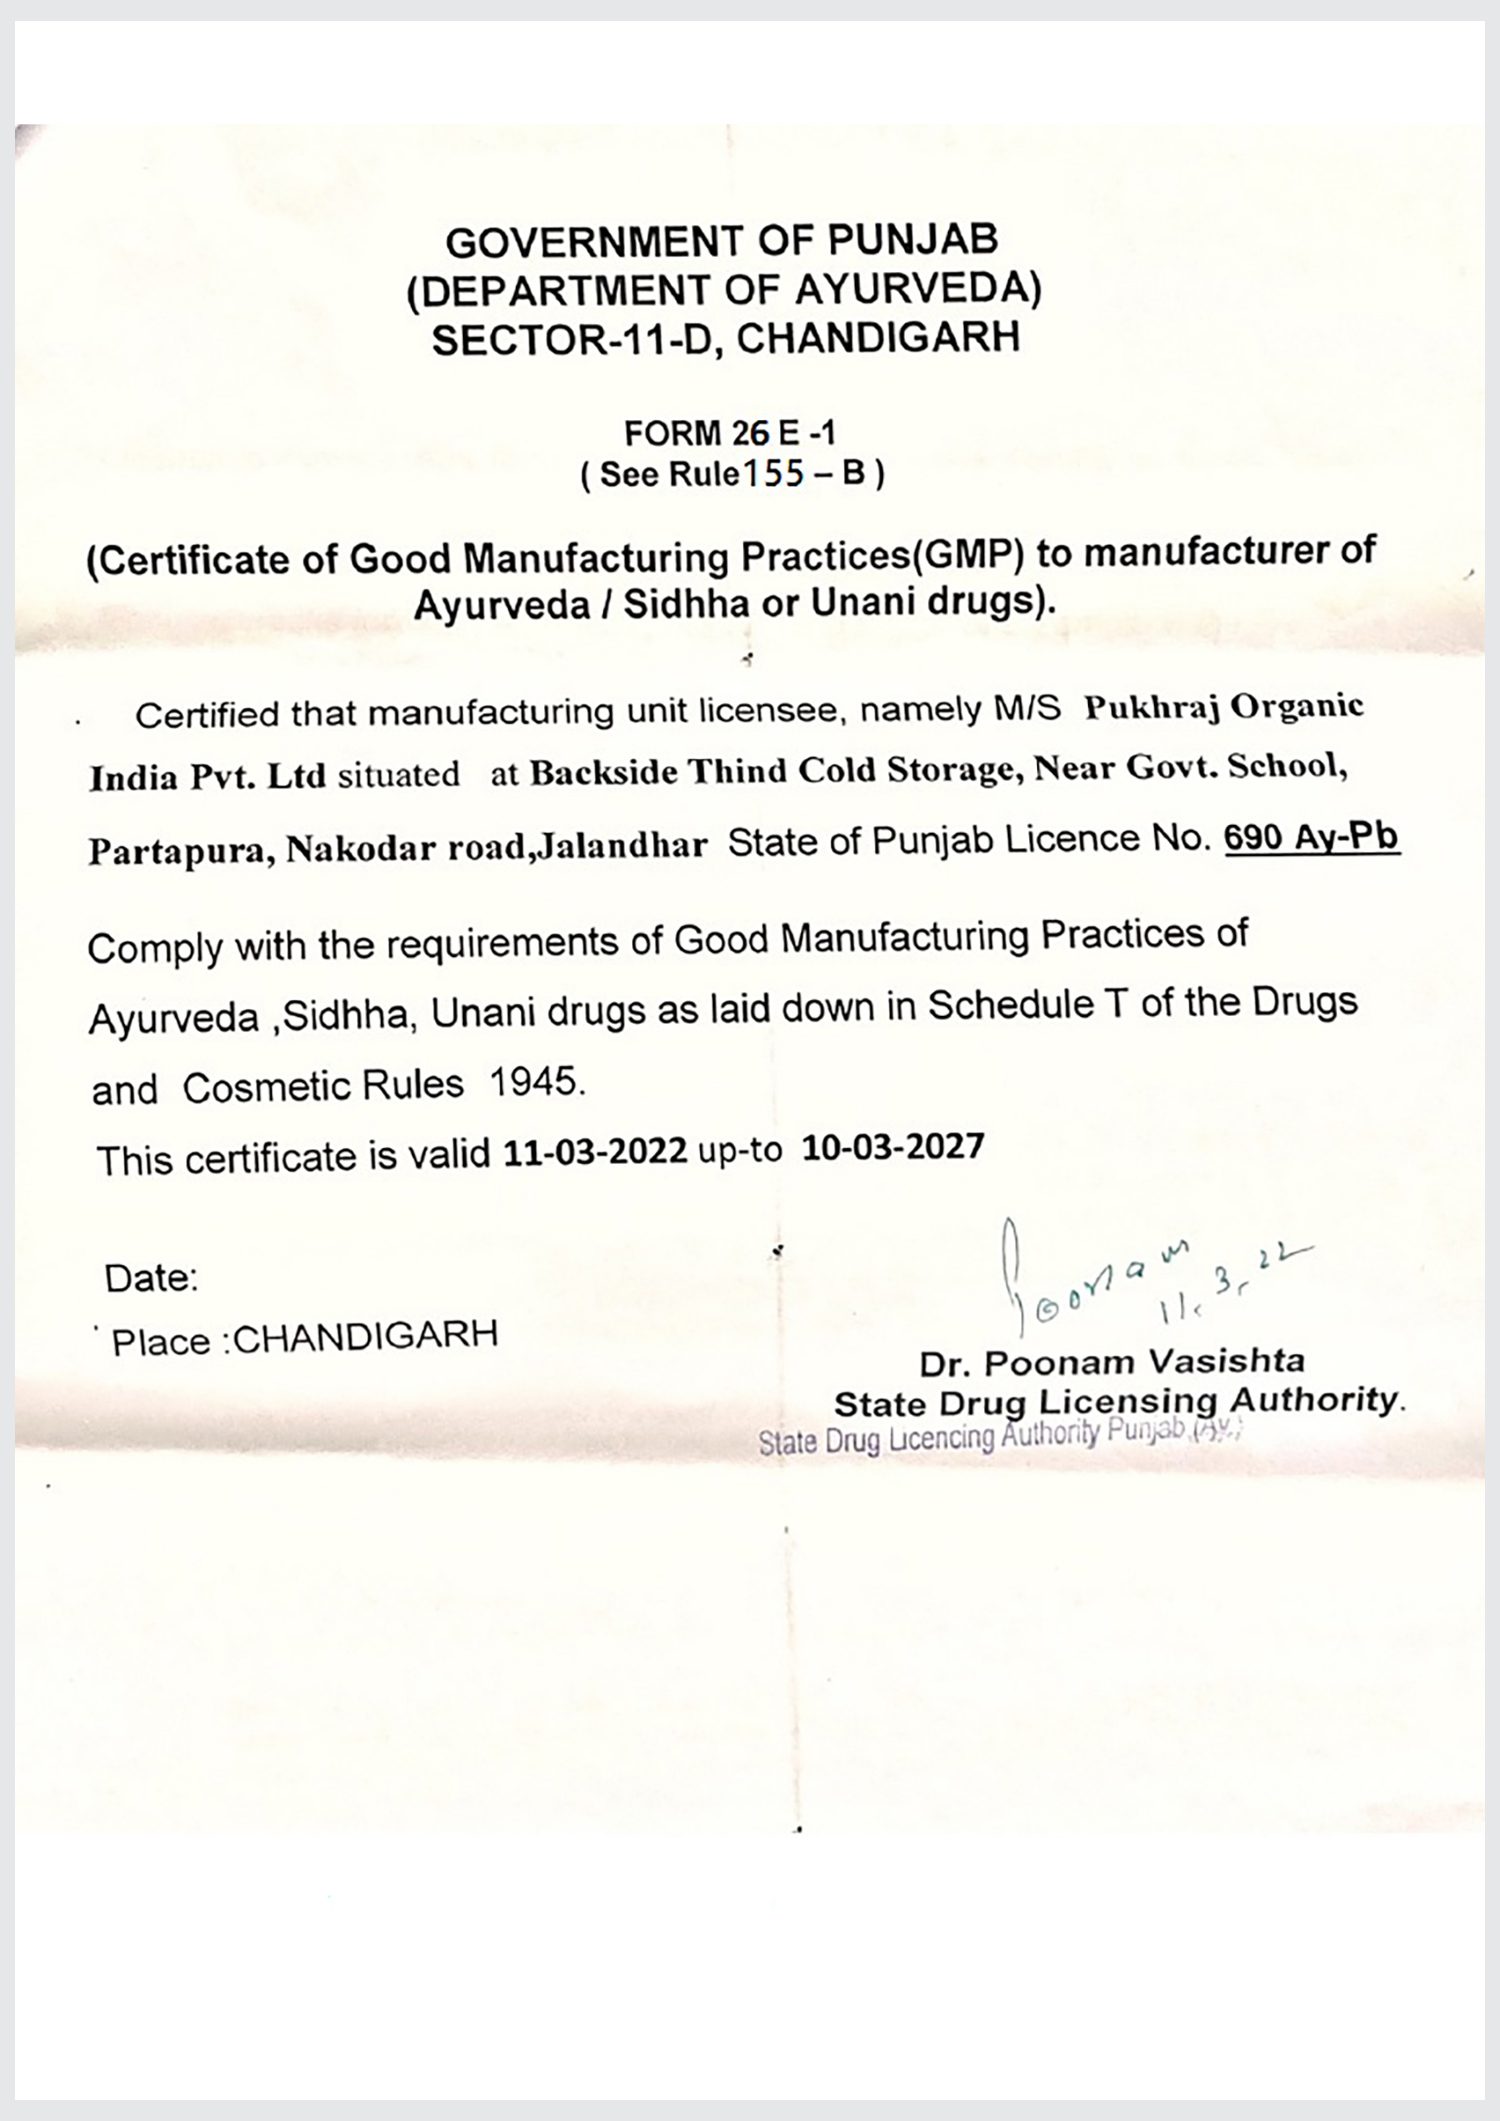 GOVERNMENT OF PUNJAB
(DEPARTMENT OF AYURVEDA)
SECTOR-11-D, CHANDIGARH
FORM 26 E -1
( See Rule155 – B )
(Certificate of Good Manufacturing Practices(GMP) to manufacturer of
Ayurveda / Sidhha or Unani drugs).
Certified that manufacturing unit licensee, namely M/S Pukhraj Organic
India Pvt. Ltd situated at Backside Thind Cold Storage, Near Govt. School,
Partapura, Nakodar road,Jalandhar State of Punjab Licence No. 690 Ay-Pb
Comply with the requirements of Good Manufacturing Practices of
Ayurveda ,Sidhha, Unani drugs as laid down in Schedule T of the Drugs
and Cosmetic Rules 1945.
This certificate is valid 11-03-2022 up-to 10-03-2027
Date:
Place :CHANDIGARH
Poonam
11.3.22
Dr. Poonam Vasishta
State Drug Licensing Authority.
State Drug Licencing Authority Punjab (Ay.)